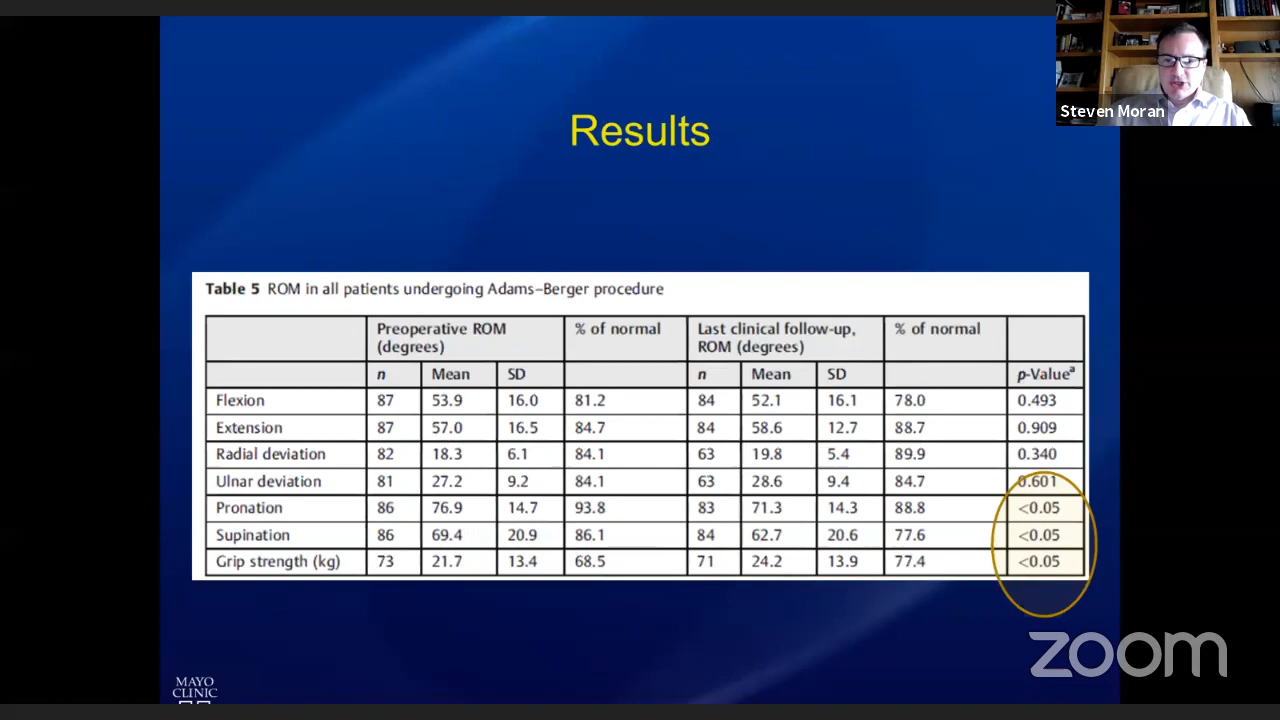 Steven Moran
Results
Table 5 ROM in all patients undergoing Adams–Berger procedure
Preoperative ROM (degrees) % of normal Last clinical follow-up, ROM (degrees) % of normal
n Mean SD n Mean SD p-Valueᵃ
Flexion 87 53.9 16.0 81.2 84 52.1 16.1 78.0 0.493
Extension 87 57.0 16.5 84.7 84 58.6 12.7 88.7 0.909
Radial deviation 82 18.3 6.1 84.1 63 19.8 5.4 89.9 0.340
Ulnar deviation 81 27.2 9.2 84.1 63 28.6 9.4 84.7 0.601
Pronation 86 76.9 14.7 93.8 83 71.3 14.3 88.8 <0.05
Supination 86 69.4 20.9 86.1 84 62.7 20.6 77.6 <0.05
Grip strength (kg) 73 21.7 13.4 68.5 71 24.2 13.9 77.4 <0.05
zoom
MAYO
CLINIC